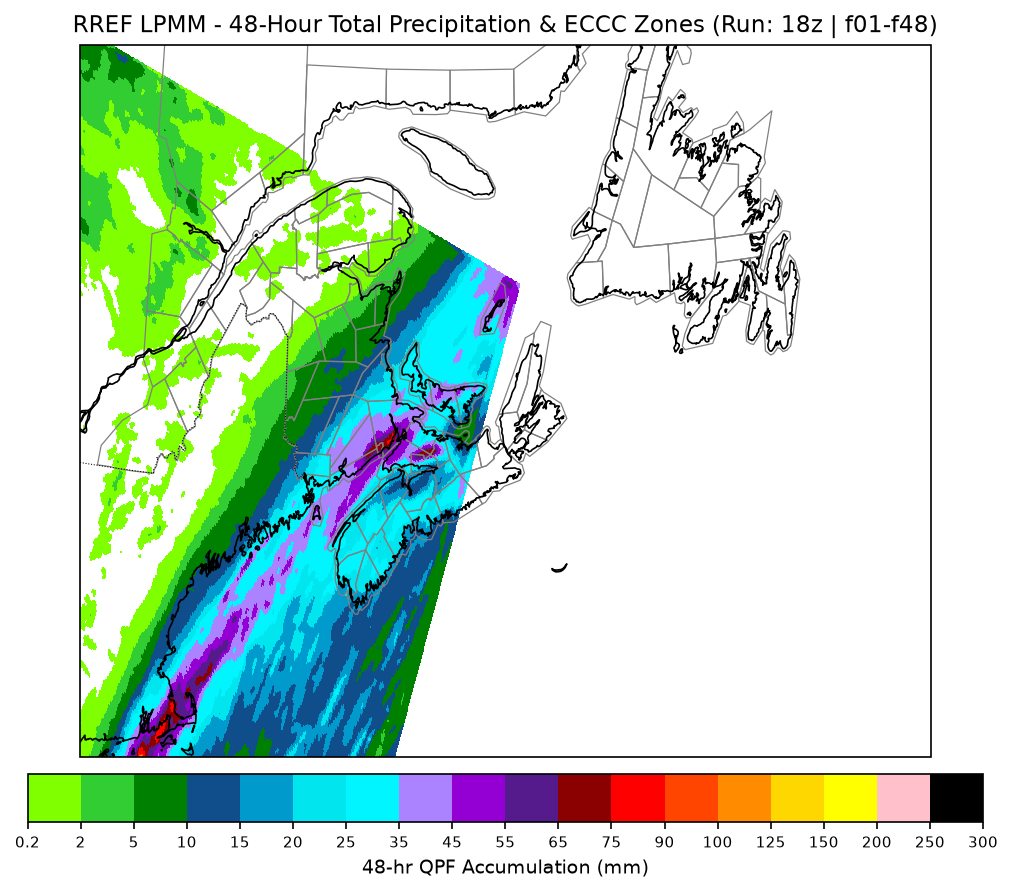 RREF LPMM - 48-Hour Total Precipitation & ECCC Zones (Run: 18z | f01-f48)
0.2 2 5 10 15 20 25 35 45 55 65 75 90 100 125 150 200 250 300
48-hr QPF Accumulation (mm)